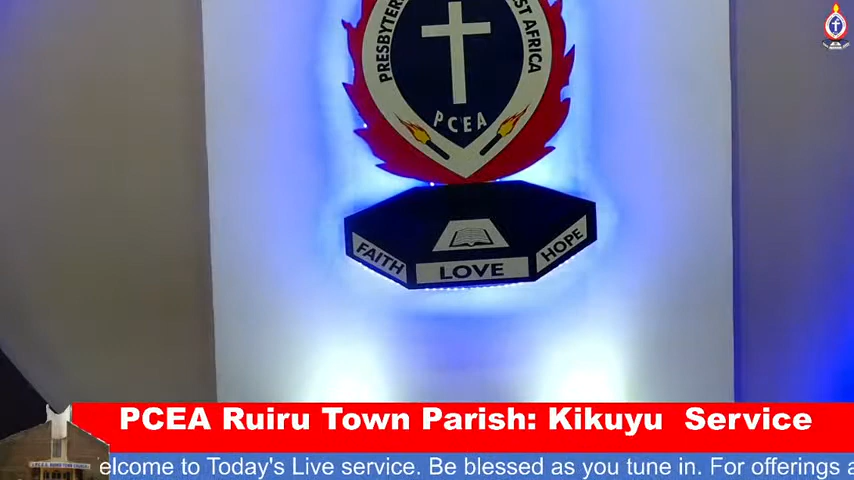 PRESBYTER
ST AFRICA
PCEA
FAITH
LOVE
HOPE
PCEA Ruiru Town Parish: Kikuyu Service
elcome to Today's Live service. Be blessed as you tune in. For offerings a